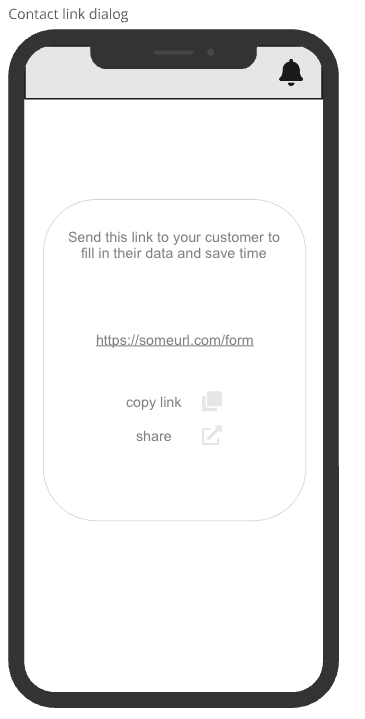 Contact link dialog
Send this link to your customer to
fill in their data and save time
https://someurl.com/form
copy link
share